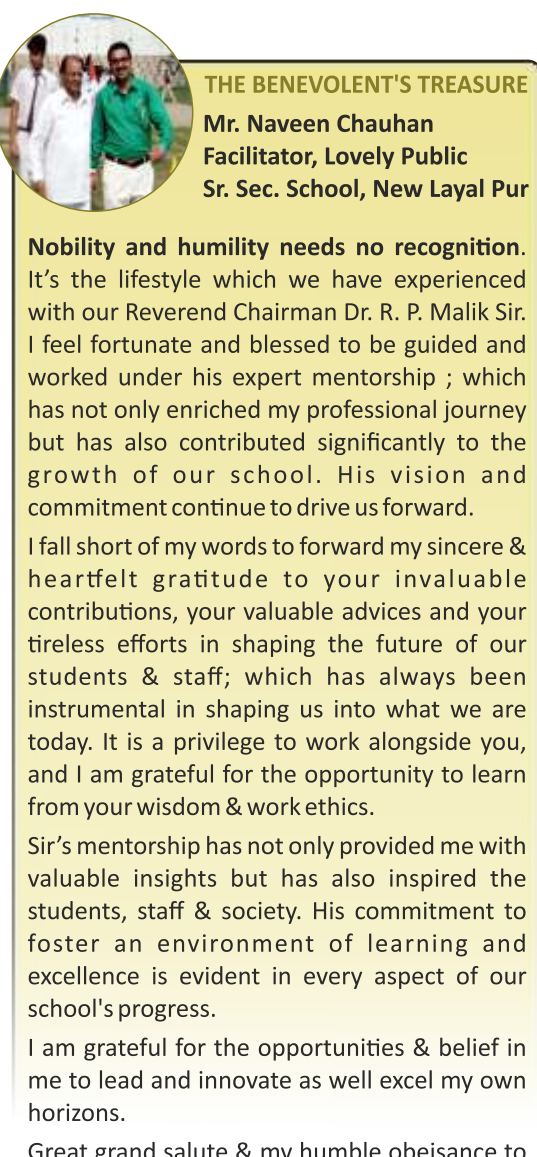 THE BENEVOLENT'S TREASURE
Mr. Naveen Chauhan
Facilitator, Lovely Public
Sr. Sec. School, New Layal Pur
Nobility and humility needs no recognition.
It’s the lifestyle which we have experienced
with our Reverend Chairman Dr. R. P. Malik Sir.
I feel fortunate and blessed to be guided and
worked under his expert mentorship ; which
has not only enriched my professional journey
but has also contributed significantly to the
growth of our school. His vision and
commitment continue to drive us forward.
I fall short of my words to forward my sincere &
heartfelt gratitude to your invaluable
contributions, your valuable advices and your
tireless efforts in shaping the future of our
students & staff; which has always been
instrumental in shaping us into what we are
today. It is a privilege to work alongside you,
and I am grateful for the opportunity to learn
from your wisdom & work ethics.
Sir’s mentorship has not only provided me with
valuable insights but has also inspired the
students, staff & society. His commitment to
foster an environment of learning and
excellence is evident in every aspect of our
school's progress.
I am grateful for the opportunities & belief in
me to lead and innovate as well excel my own
horizons.
Great grand salute & my humble obeisance to